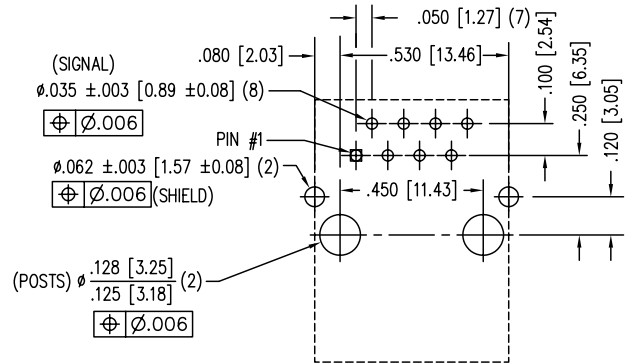 .050 [1.27] (7)
.080 [2.03]
.530 [13.46]
.100 [2.54]
.250 [6.35]
.120 [3.05]
(SIGNAL)
ø.035 ±.003 [0.89 ±0.08] (8)
⌖ Ø.006
PIN #1
ø.062 ±.003 [1.57 ±0.08] (2)
⌖ Ø.006 (SHIELD)
.450 [11.43]
(POSTS) ø .128 [3.25] (2)
.125 [3.18]
⌖ Ø.006